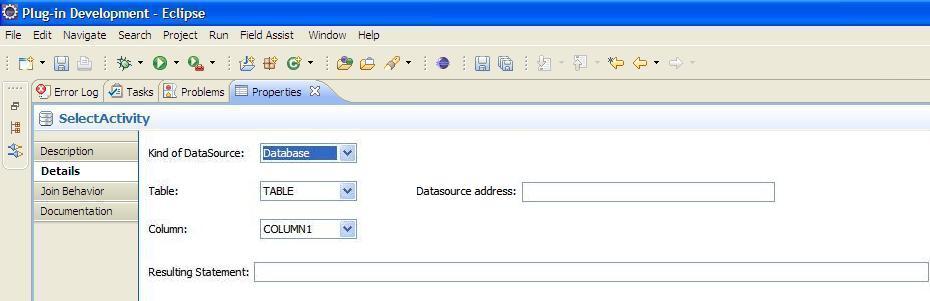 Plug-in Development - Eclipse
File Edit Navigate Search Project Run Field Assist Window Help
Error Log Tasks Problems Properties
SelectActivity
Description
Details
Join Behavior
Documentation
Kind of DataSource: Database
Table: TABLE Datasource address:
Column: COLUMN1
Resulting Statement: